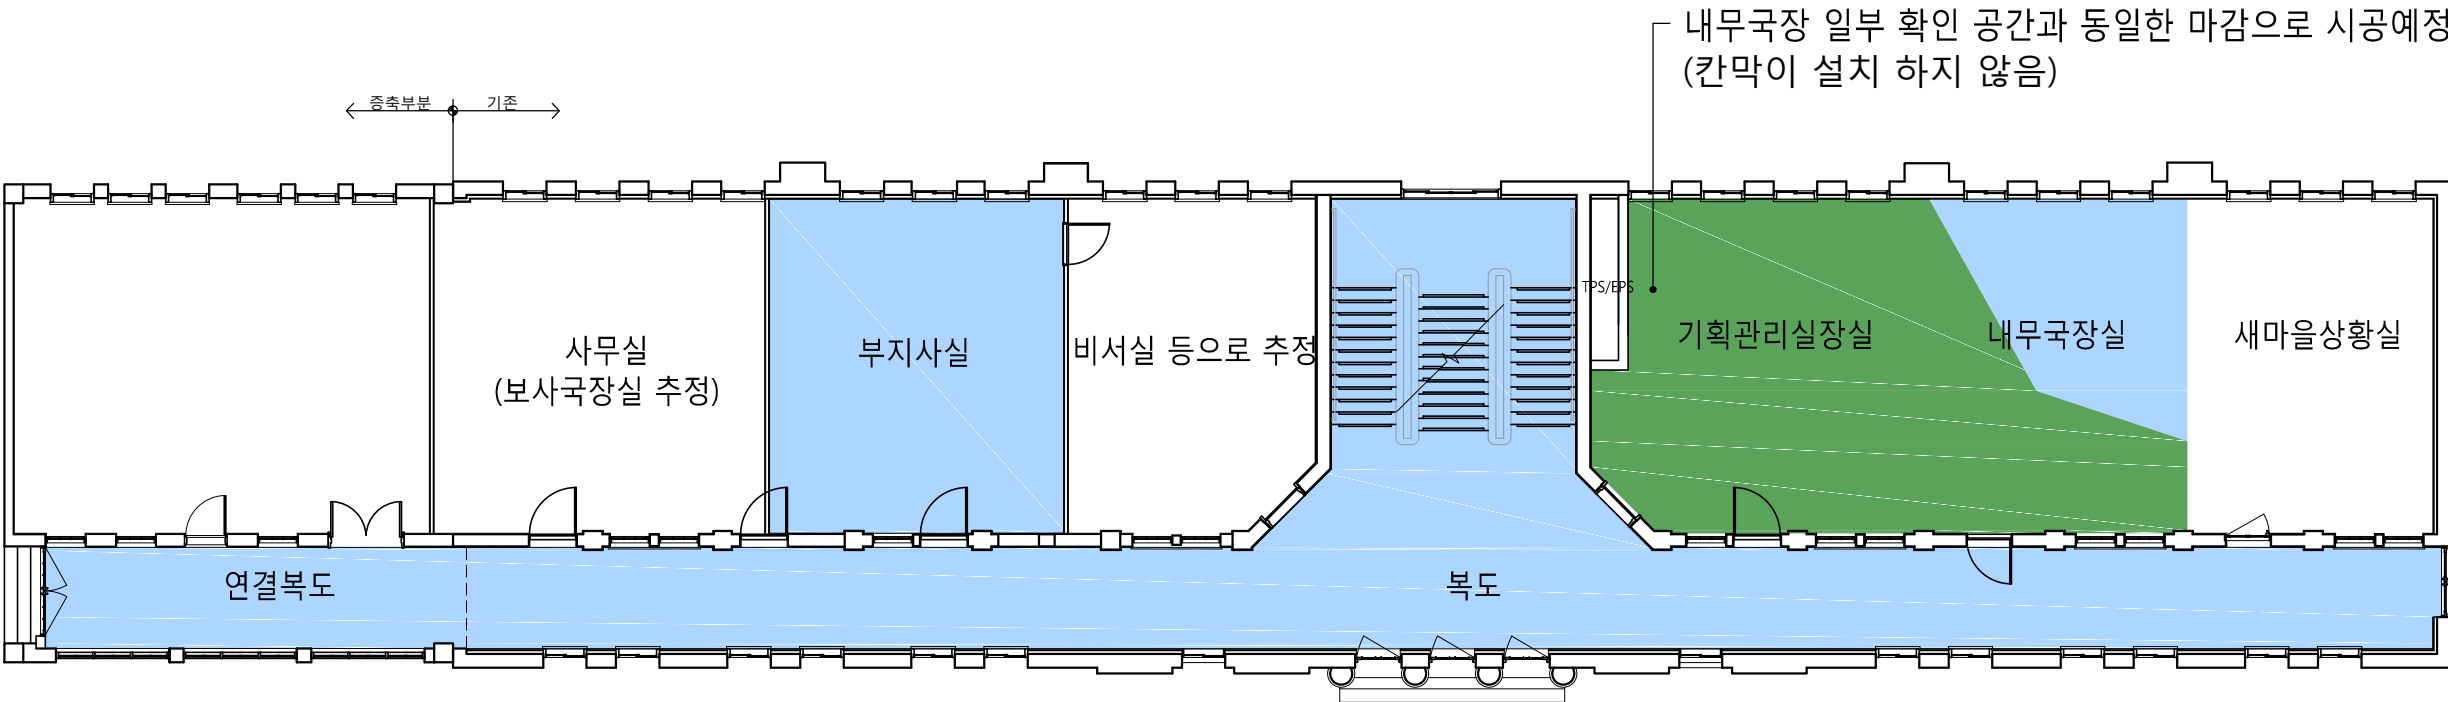 내무국장 일부 확인 공간과 동일한 마감으로 시공예정
(칸막이 설치 하지 않음)
증축부분
기존
TPS/EPS
사무실
(보사국장실 추정)
부지사실
비서실 등으로 추정
기획관리실장실
내무국장실
새마을상황실
연결복도
복도